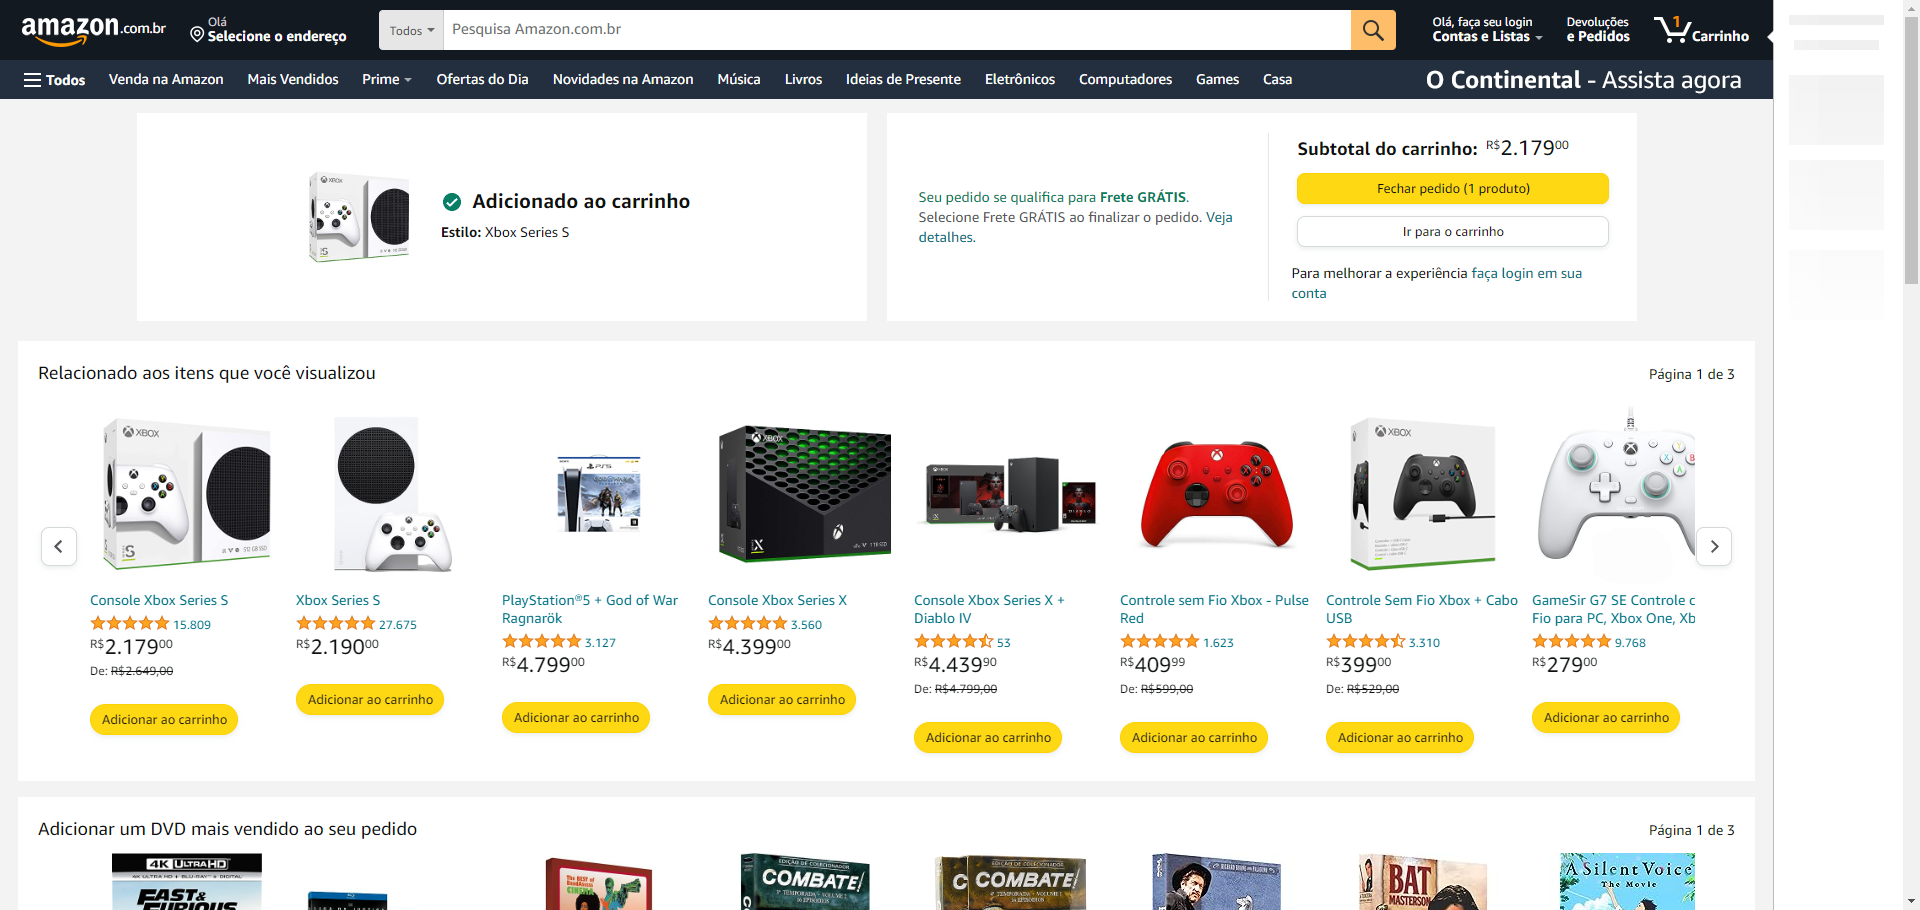 amazon.com.br
Olá
Selecione o endereço
Todos
Pesquisa Amazon.com.br
Olá, faça seu login
Contas e Listas
Devoluções
e Pedidos
1
Carrinho
Todos
Venda na Amazon
Mais Vendidos
Prime
Ofertas do Dia
Novidades na Amazon
Música
Livros
Ideias de Presente
Eletrônicos
Computadores
Games
Casa
O Continental - Assista agora
Adicionado ao carrinho
Estilo: Xbox Series S
Seu pedido se qualifica para Frete GRÁTIS.
Selecione Frete GRÁTIS ao finalizar o pedido. Veja
detalhes.
Subtotal do carrinho: R$2.17900
Fechar pedido (1 produto)
Ir para o carrinho
Para melhorar a experiência faça login em sua
conta
Relacionado aos itens que você visualizou
Página 1 de 3
Console Xbox Series S
15.809
R$2.17900
De: R$2.649,00
Adicionar ao carrinho
Xbox Series S
27.675
R$2.19000
Adicionar ao carrinho
PlayStation®5 + God of War
Ragnarök
3.127
R$4.79900
Adicionar ao carrinho
Console Xbox Series X
3.560
R$4.39900
Adicionar ao carrinho
Console Xbox Series X +
Diablo IV
53
R$4.43990
De: R$4.799,00
Adicionar ao carrinho
Controle sem Fio Xbox - Pulse
Red
1.623
R$40999
De: R$599,00
Adicionar ao carrinho
Controle Sem Fio Xbox + Cabo
USB
3.310
R$39900
De: R$529,00
Adicionar ao carrinho
GameSir G7 SE Controle c
Fio para PC, Xbox One, Xb
9.768
R$27900
Adicionar ao carrinho
Adicionar um DVD mais vendido ao seu pedido
Página 1 de 3
4K ULTRA HD
FAST &
FURIOUS
COMBATE!
COMBATE!
BAT
MASTERSON
A Silent Voice
The Movie